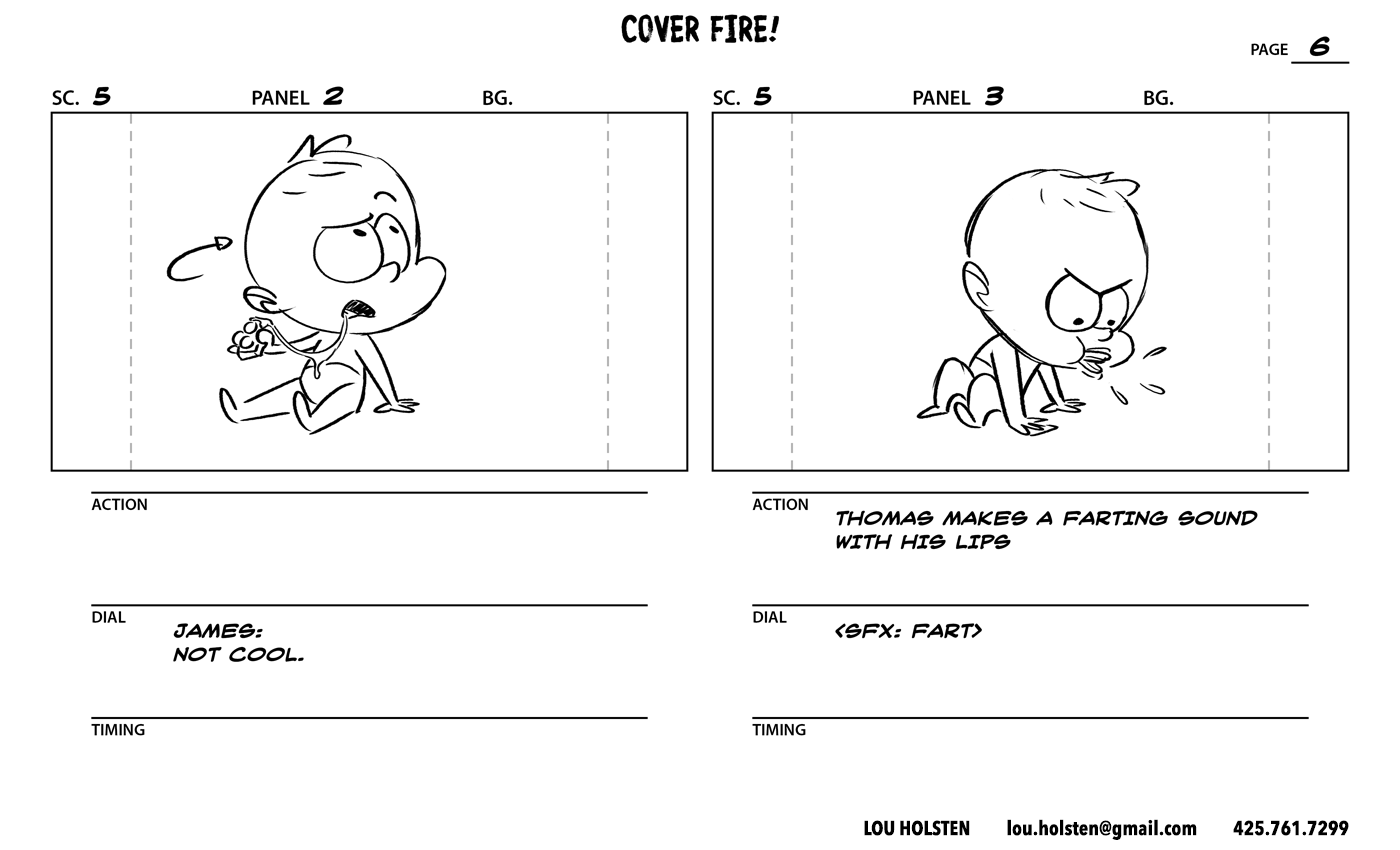 COVER FIRE!
PAGE 6
SC. 5 PANEL 2 BG.
ACTION
DIAL
JAMES:
NOT COOL.
TIMING
SC. 5 PANEL 3 BG.
ACTION
THOMAS MAKES A FARTING SOUND
WITH HIS LIPS
DIAL
<SFX: FART>
TIMING
LOU HOLSTEN lou.holsten@gmail.com 425.761.7299